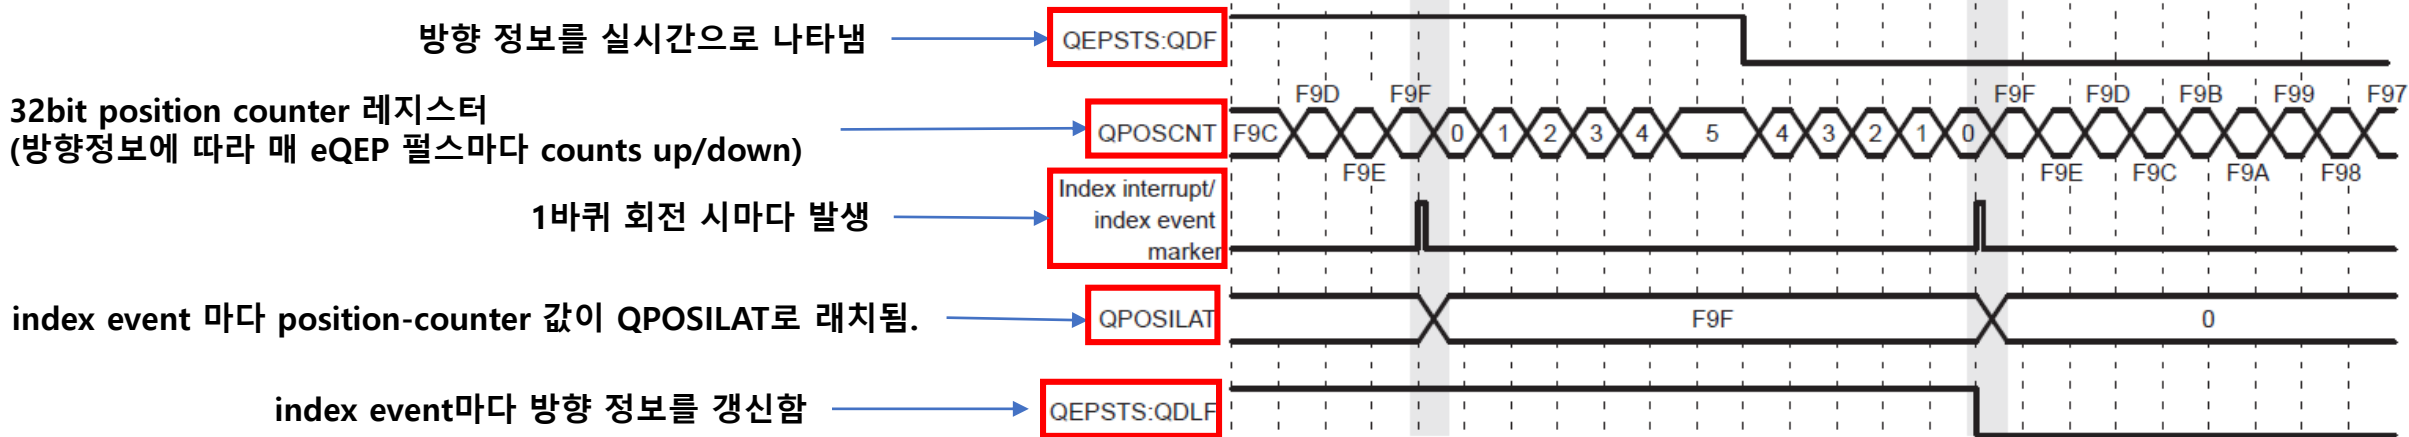 방향 정보를 실시간으로 나타냄
QEPSTS:QDF
32bit position counter 레지스터
(방향정보에 따라 매 eQEP 펄스마다 counts up/down)
QPOSCNT
F9D F9F F9F F9D F9B F99 F97
F9C 0 1 2 3 4 5 4 3 2 1 0
F9E F9E F9C F9A F98
1바퀴 회전 시마다 발생
Index interrupt/
index event
marker
index event 마다 position-counter 값이 QPOSILAT로 래치됨.
QPOSILAT
F9F 0
index event마다 방향 정보를 갱신함
QEPSTS:QDLF